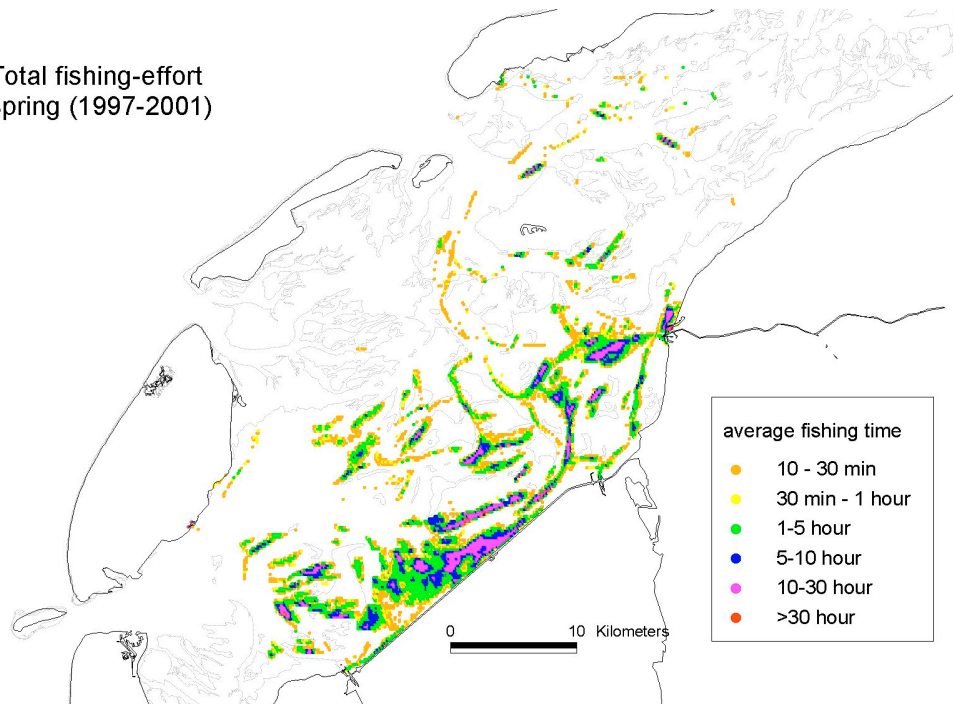 Total fishing-effort
spring (1997-2001)
average fishing time
10 - 30 min
30 min - 1 hour
1-5 hour
5-10 hour
10-30 hour
>30 hour
0 10 Kilometers